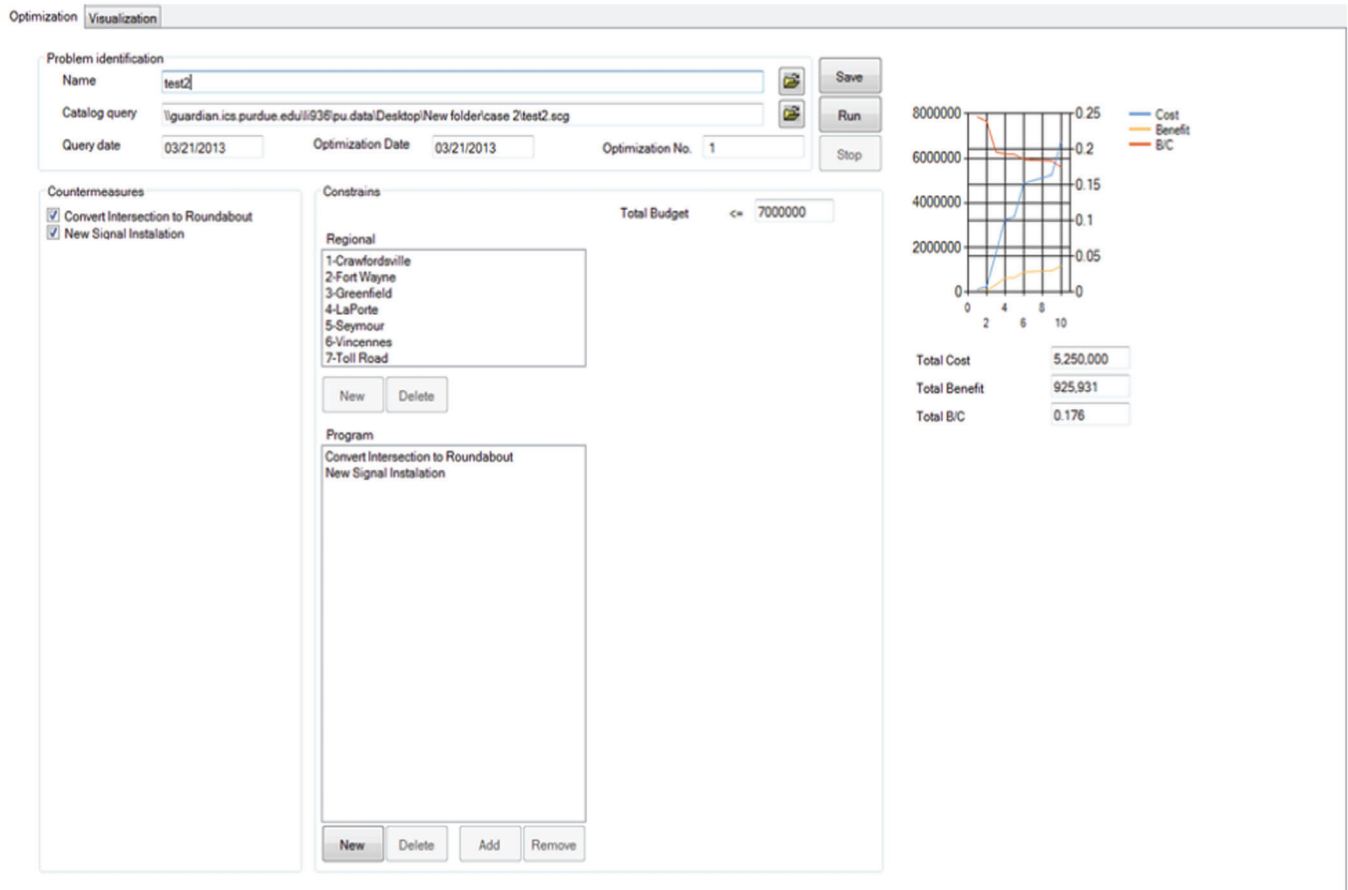 Optimization Visualization
Problem identification
Name test2
Catalog query \\guardian.ics.purdue.edu\li936\pu.data\Desktop\New folder\case 2\test2.scg
Query date 03/21/2013 Optimization Date 03/21/2013 Optimization No. 1
Save
Run
Stop
Countermeasures
Convert Intersection to Roundabout
New Signal Instalation
Constrains
Total Budget <= 7000000
Regional
1-Crawfordsville
2-Fort Wayne
3-Greenfield
4-LaPorte
5-Seymour
6-Vincennes
7-Toll Road
New Delete
Program
Convert Intersection to Roundabout
New Signal Instalation
New Delete Add Remove
8000000 0.25
6000000 0.2
0.15
4000000 0.1
2000000 0.05
0 0
0 4 8
2 6 10
Cost
Benefit
B/C
Total Cost 5,250,000
Total Benefit 925,931
Total B/C 0.176